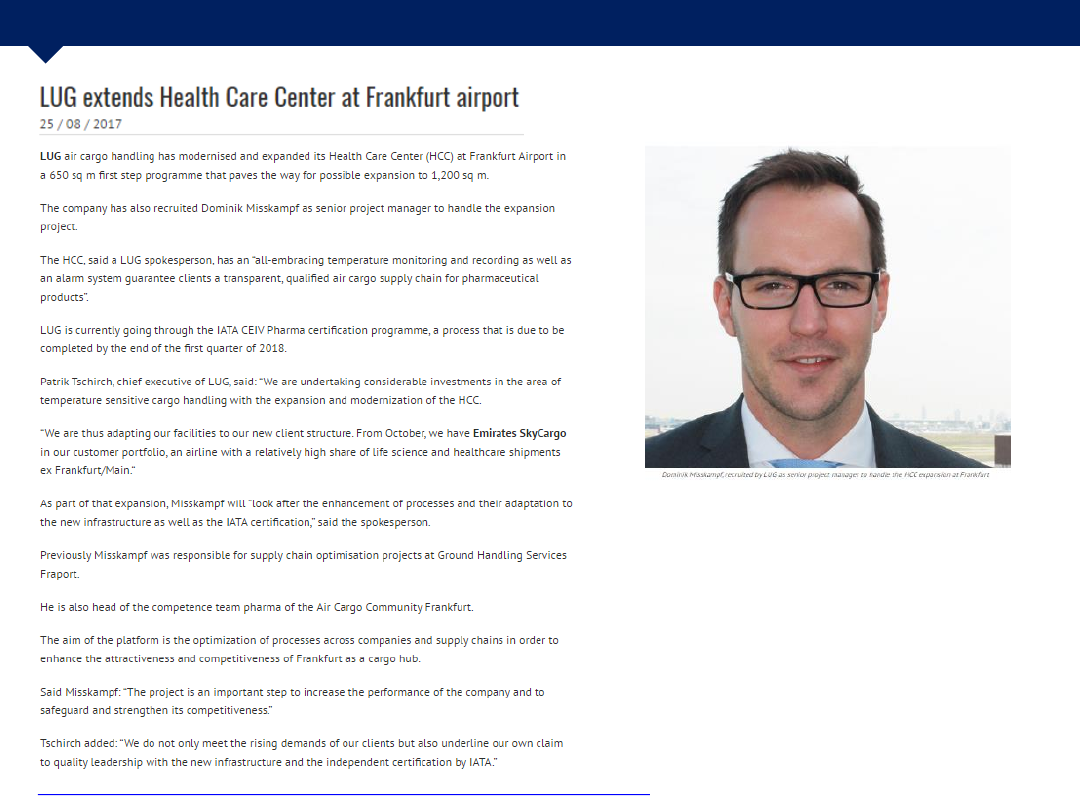 LUG extends Health Care Center at Frankfurt airport
25 / 08 / 2017
LUG air cargo handling has modernised and expanded its Health Care Center (HCC) at Frankfurt Airport in
a 650 sq m first step programme that paves the way for possible expansion to 1,200 sq m.
The company has also recruited Dominik Misskampf as senior project manager to handle the expansion
project.
The HCC, said a LUG spokesperson, has an “all-embracing temperature monitoring and recording as well as
an alarm system guarantee clients a transparent, qualified air cargo supply chain for pharmaceutical
products”.
LUG is currently going through the IATA CEIV Pharma certification programme, a process that is due to be
completed by the end of the first quarter of 2018.
Patrik Tschirch, chief executive of LUG, said: “We are undertaking considerable investments in the area of
temperature sensitive cargo handling with the expansion and modernization of the HCC.
“We are thus adapting our facilities to our new client structure. From October, we have Emirates SkyCargo
in our customer portfolio, an airline with a relatively high share of life science and healthcare shipments
ex Frankfurt/Main.“
As part of that expansion, Misskampf will “look after the enhancement of processes and their adaptation to
the new infrastructure as well as the IATA certification,” said the spokesperson.
Previously Misskampf was responsible for supply chain optimisation projects at Ground Handling Services
Fraport.
He is also head of the competence team pharma of the Air Cargo Community Frankfurt.
The aim of the platform is the optimization of processes across companies and supply chains in order to
enhance the attractiveness and competitiveness of Frankfurt as a cargo hub.
Said Misskampf: “The project is an important step to increase the performance of the company and to
safeguard and strengthen its competitiveness.”
Tschirch added: “We do not only meet the rising demands of our clients but also underline our own claim
to quality leadership with the new infrastructure and the independent certification by IATA.”
Dominik Misskampf, recruited by LUG as senior project manager to handle the HCC expansion at Frankfurt